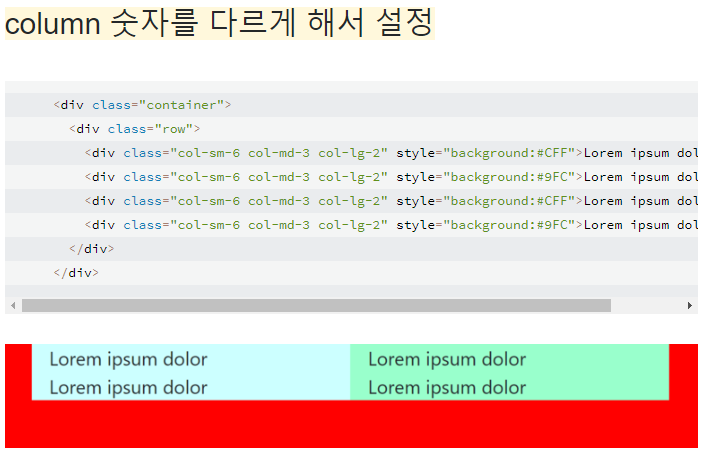 column 숫자를 다르게 해서 설정
<div class="container">
<div class="row">
<div class="col-sm-6 col-md-3 col-lg-2" style="background:#CFF">Lorem ipsum dol
<div class="col-sm-6 col-md-3 col-lg-2" style="background:#9FC">Lorem ipsum dol
<div class="col-sm-6 col-md-3 col-lg-2" style="background:#CFF">Lorem ipsum dol
<div class="col-sm-6 col-md-3 col-lg-2" style="background:#9FC">Lorem ipsum dol
</div>
</div>
Lorem ipsum dolor Lorem ipsum dolor
Lorem ipsum dolor Lorem ipsum dolor